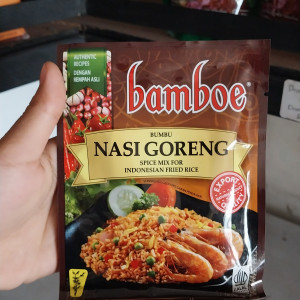 AUTHENTIC
RECIPES
DENGAN
REMPAH ASLI
bamboe
BUMBU
NASI GORENG
SPICE MIX FOR
INDONESIAN FRIED RICE
EXPORT
QUALITY